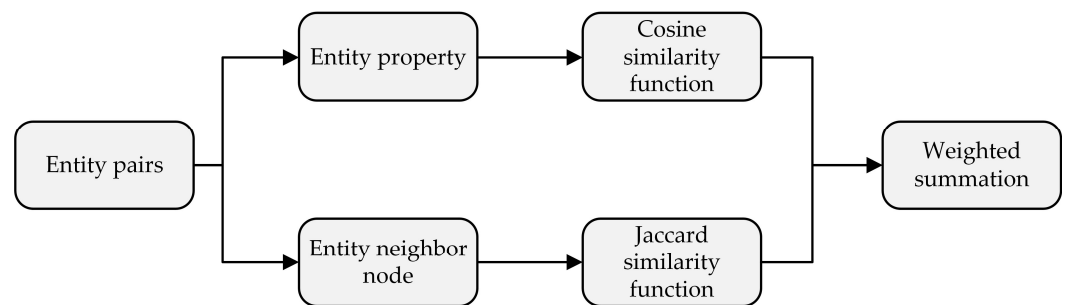 Entity pairs
Entity property
Cosine
similarity
function
Entity neighbor
node
Jaccard
similarity
function
Weighted
summation